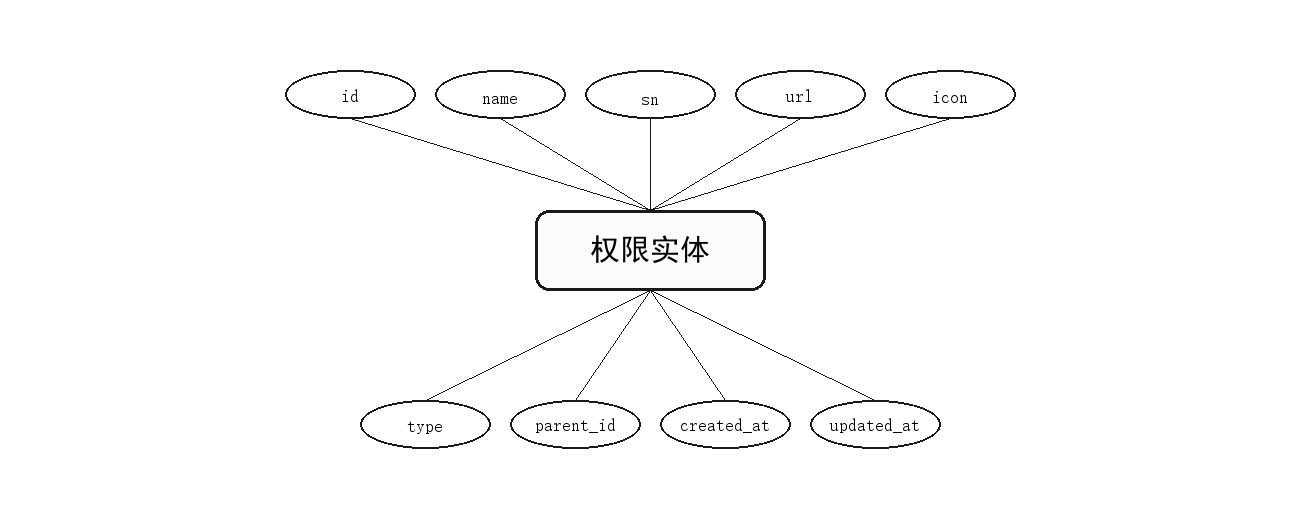 id
name
sn
url
icon
权限实体
type
parent_id
created_at
updated_at